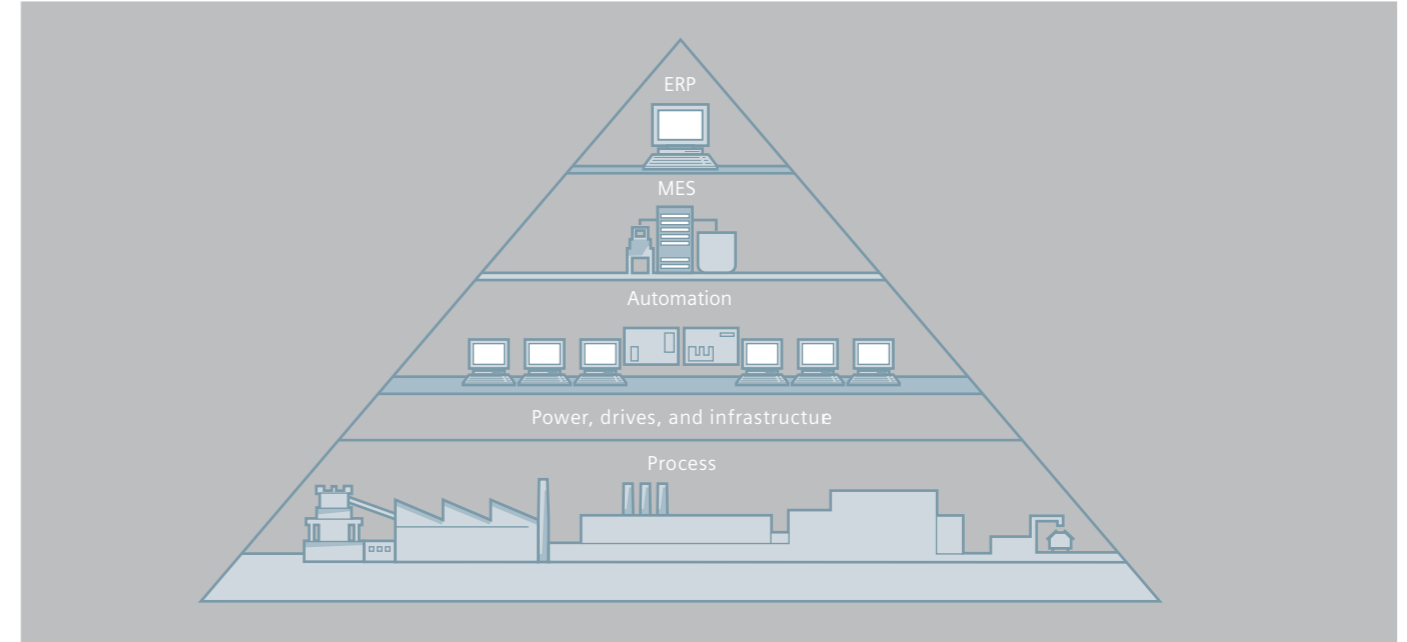 ERP
MES
Automation
Power, drives, and infrastructue
Process